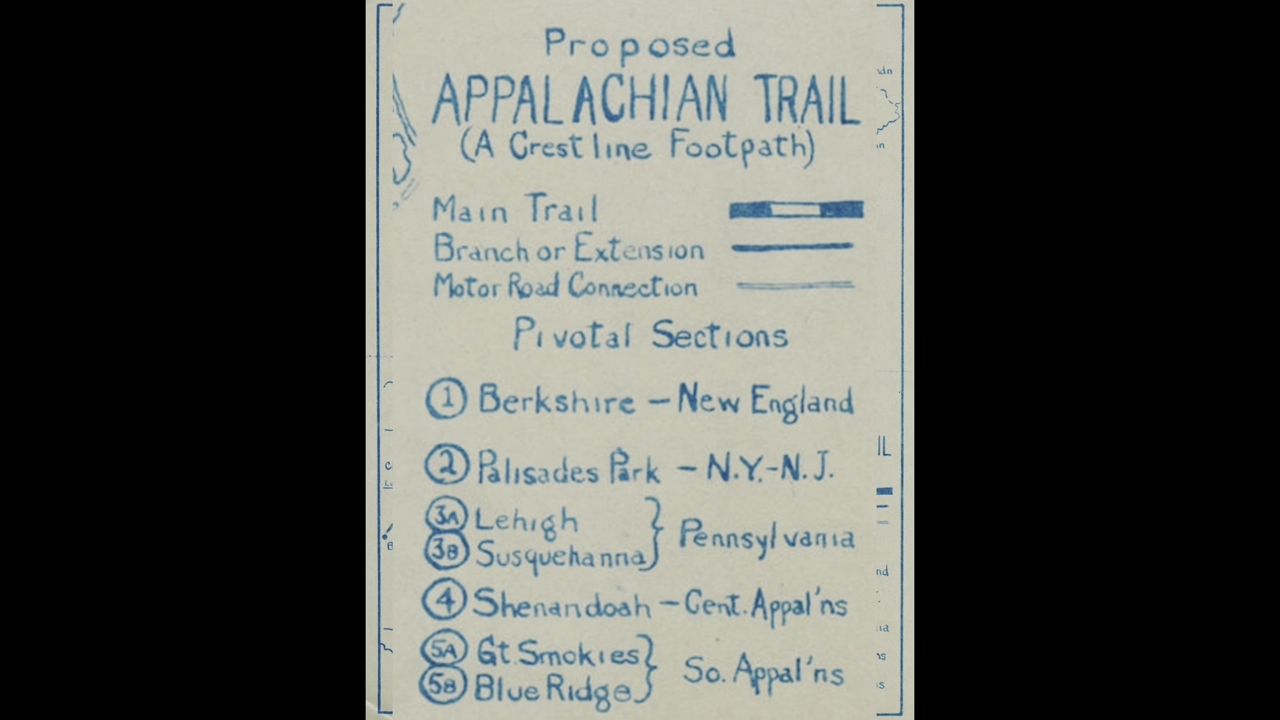 Proposed
APPALACHIAN TRAIL
(A Crestline Footpath)
Main Trail
Branch or Extension
Motor Road Connection
Pivotal Sections
1 Berkshire – New England
2 Palisades Park – N.Y.-N.J.
3A Lehigh
3B Susquehanna } Pennsylvania
4 Shenandoah – Cent. Appal'ns
5A Gt. Smokies
5B Blue Ridge } So. Appal'ns